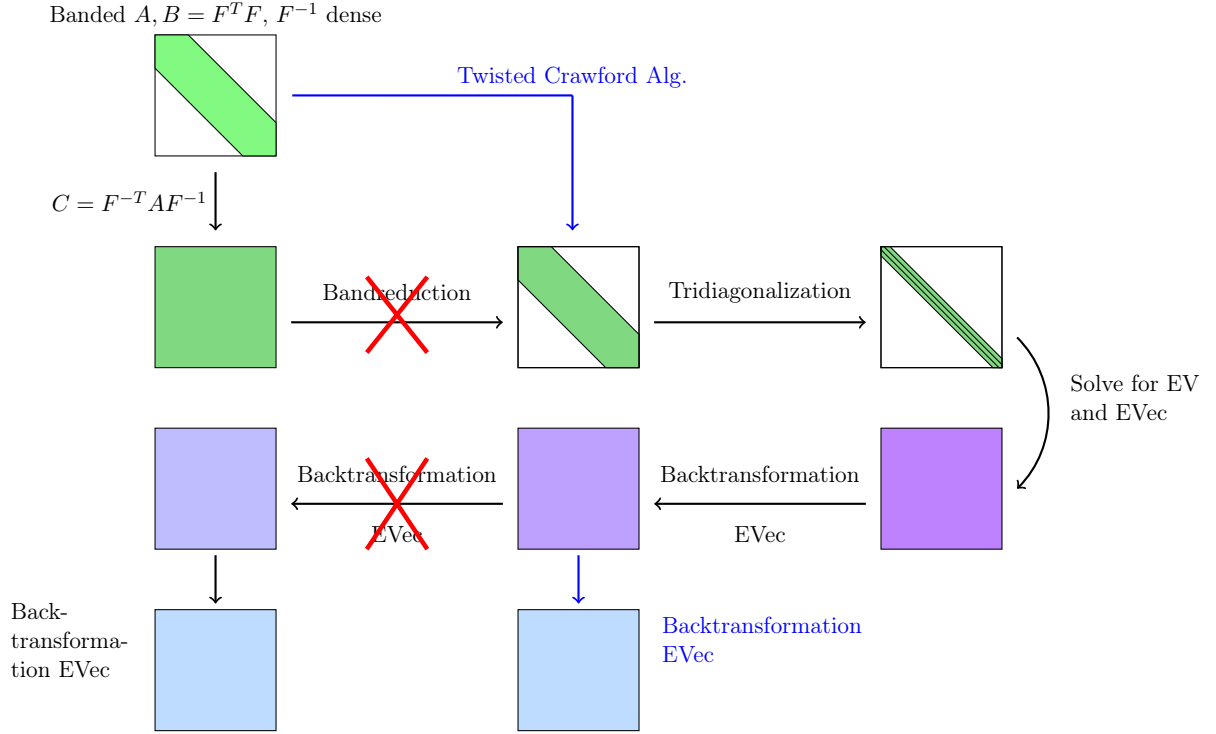 Banded $A, B = F^T F$, $F^{-1}$ dense
Twisted Crawford Alg.
$C = F^{-T} A F^{-1}$
Bandreduction
Tridiagonalization
Solve for EV
and EVec
Backtransformation
EVec
Backtransformation
EVec
Back-
transforma-
tion EVec
Backtransformation
EVec